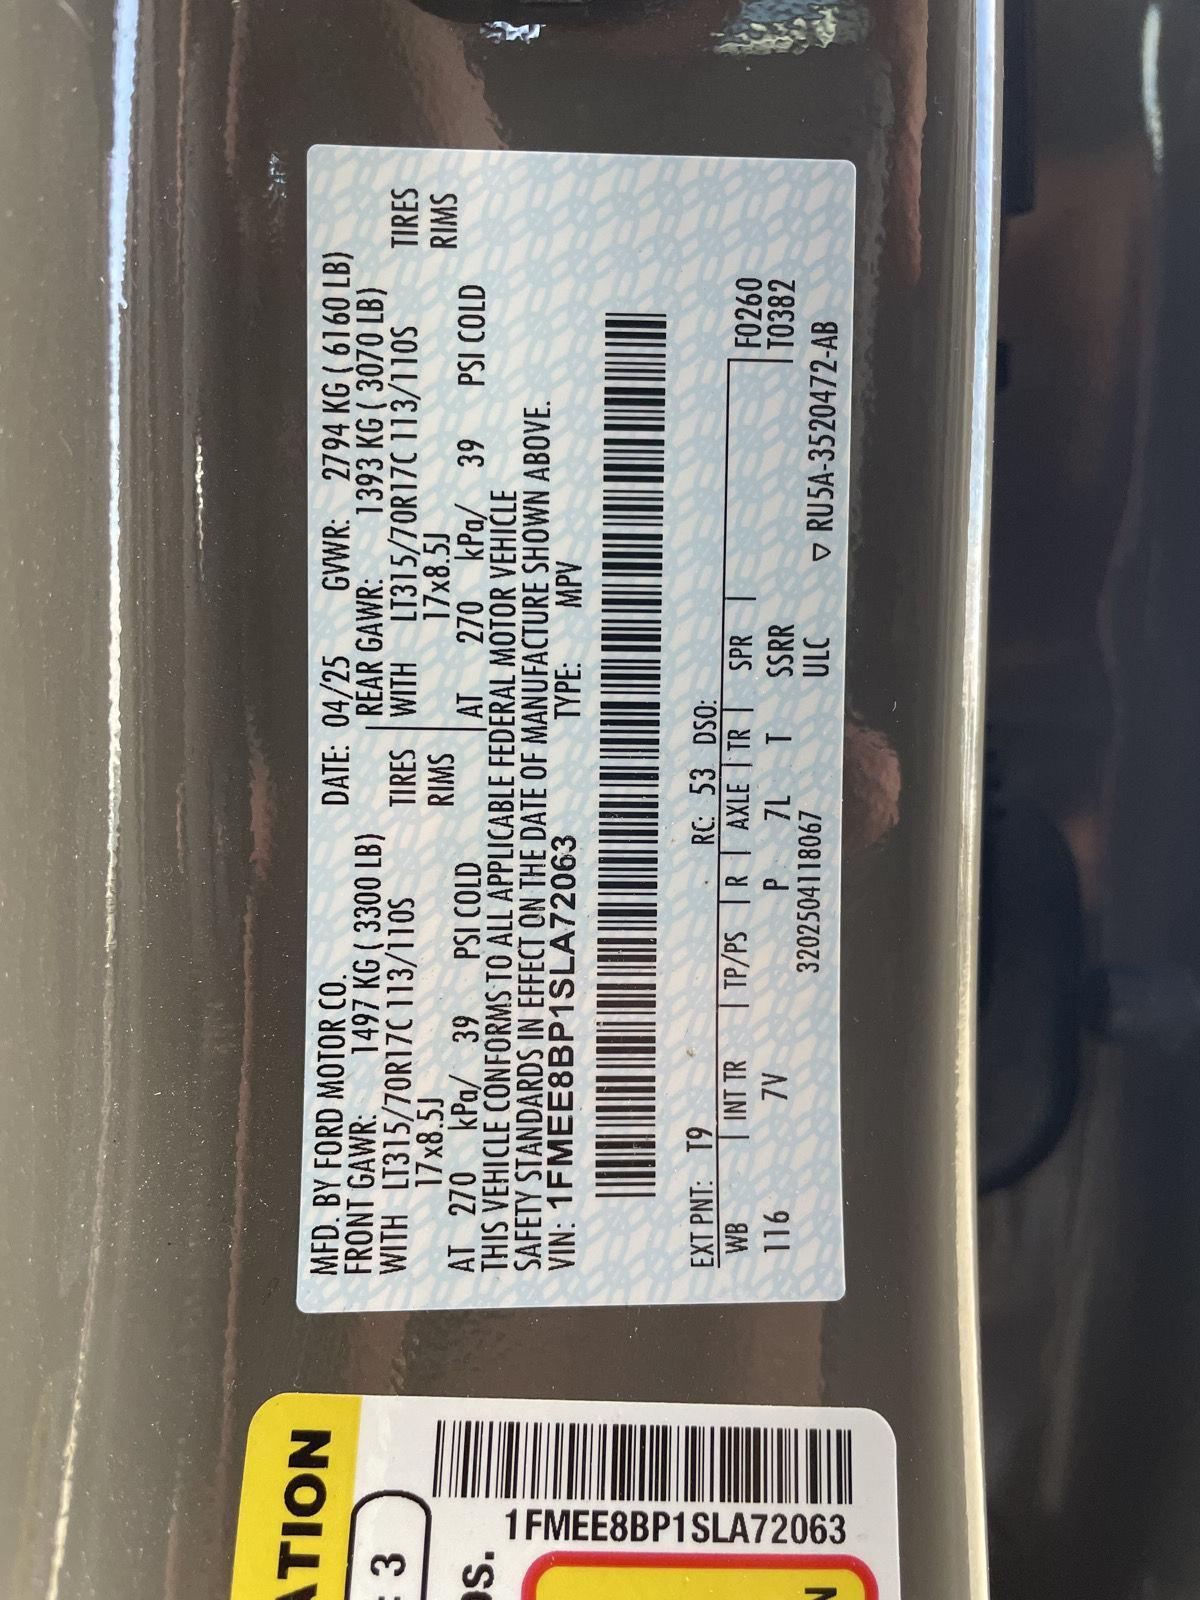 MFD. BY FORD MOTOR CO. DATE: 04/25 GVWR: 2794 KG ( 6160 LB)
FRONT GAWR: 1497 KG ( 3300 LB) REAR GAWR: 1393 KG ( 3070 LB)
WITH LT315/70R17C 113/110S TIRES WITH LT315/70R17C 113/110S TIRES
17x8.5J RIMS 17x8.5J RIMS
AT 270 kPa/ 39 PSI COLD AT 270 kPa/ 39 PSI COLD
THIS VEHICLE CONFORMS TO ALL APPLICABLE FEDERAL MOTOR VEHICLE
SAFETY STANDARDS IN EFFECT ON THE DATE OF MANUFACTURE SHOWN ABOVE.
VIN: 1FMEE8BP1SLA72063 TYPE: MPV
EXT PNT: T9 RC: 53 DSO:
WB | INT TR | TP/PS | R | AXLE | TR | SPR | F0260
116 7V P 7L T SSRR T0382
3202504118067 ULC ▽ RU5A-3520472-AB
ATION
3
1FMEE8BP1SLA72063
os.
N